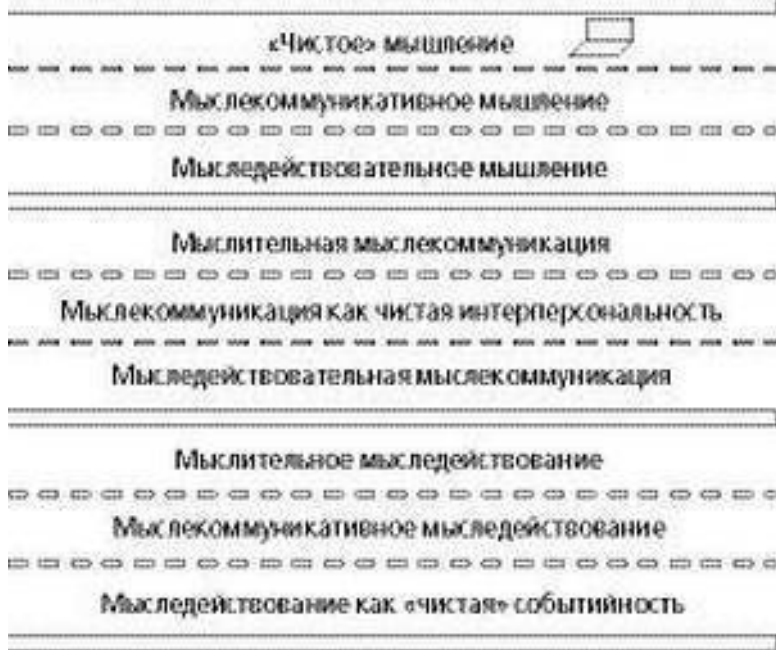 «Чистое» мышление
Мыслекоммуникативное мышление
Мыследействовательное мышление
Мыслительная мыслекоммуникация
Мыслекоммуникация как чистая интерперсональность
Мыследействовательная мыслекоммуникация
Мыслительное мыследействование
Мыслекоммуникативное мыследействование
Мыследействование как «чистая» событийность